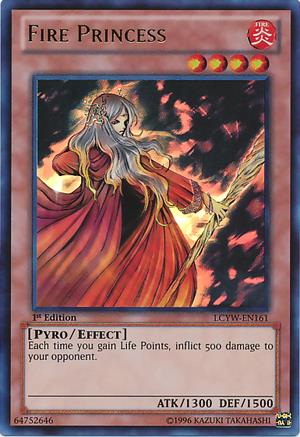 FIRE PRINCESS
FIRE
炎
1st Edition
LCYW-EN161
[PYRO/EFFECT]
Each time you gain Life Points, inflict 500 damage to
your opponent.
ATK/1300 DEF/1500
64752646
©1996 KAZUKI TAKAHASHI